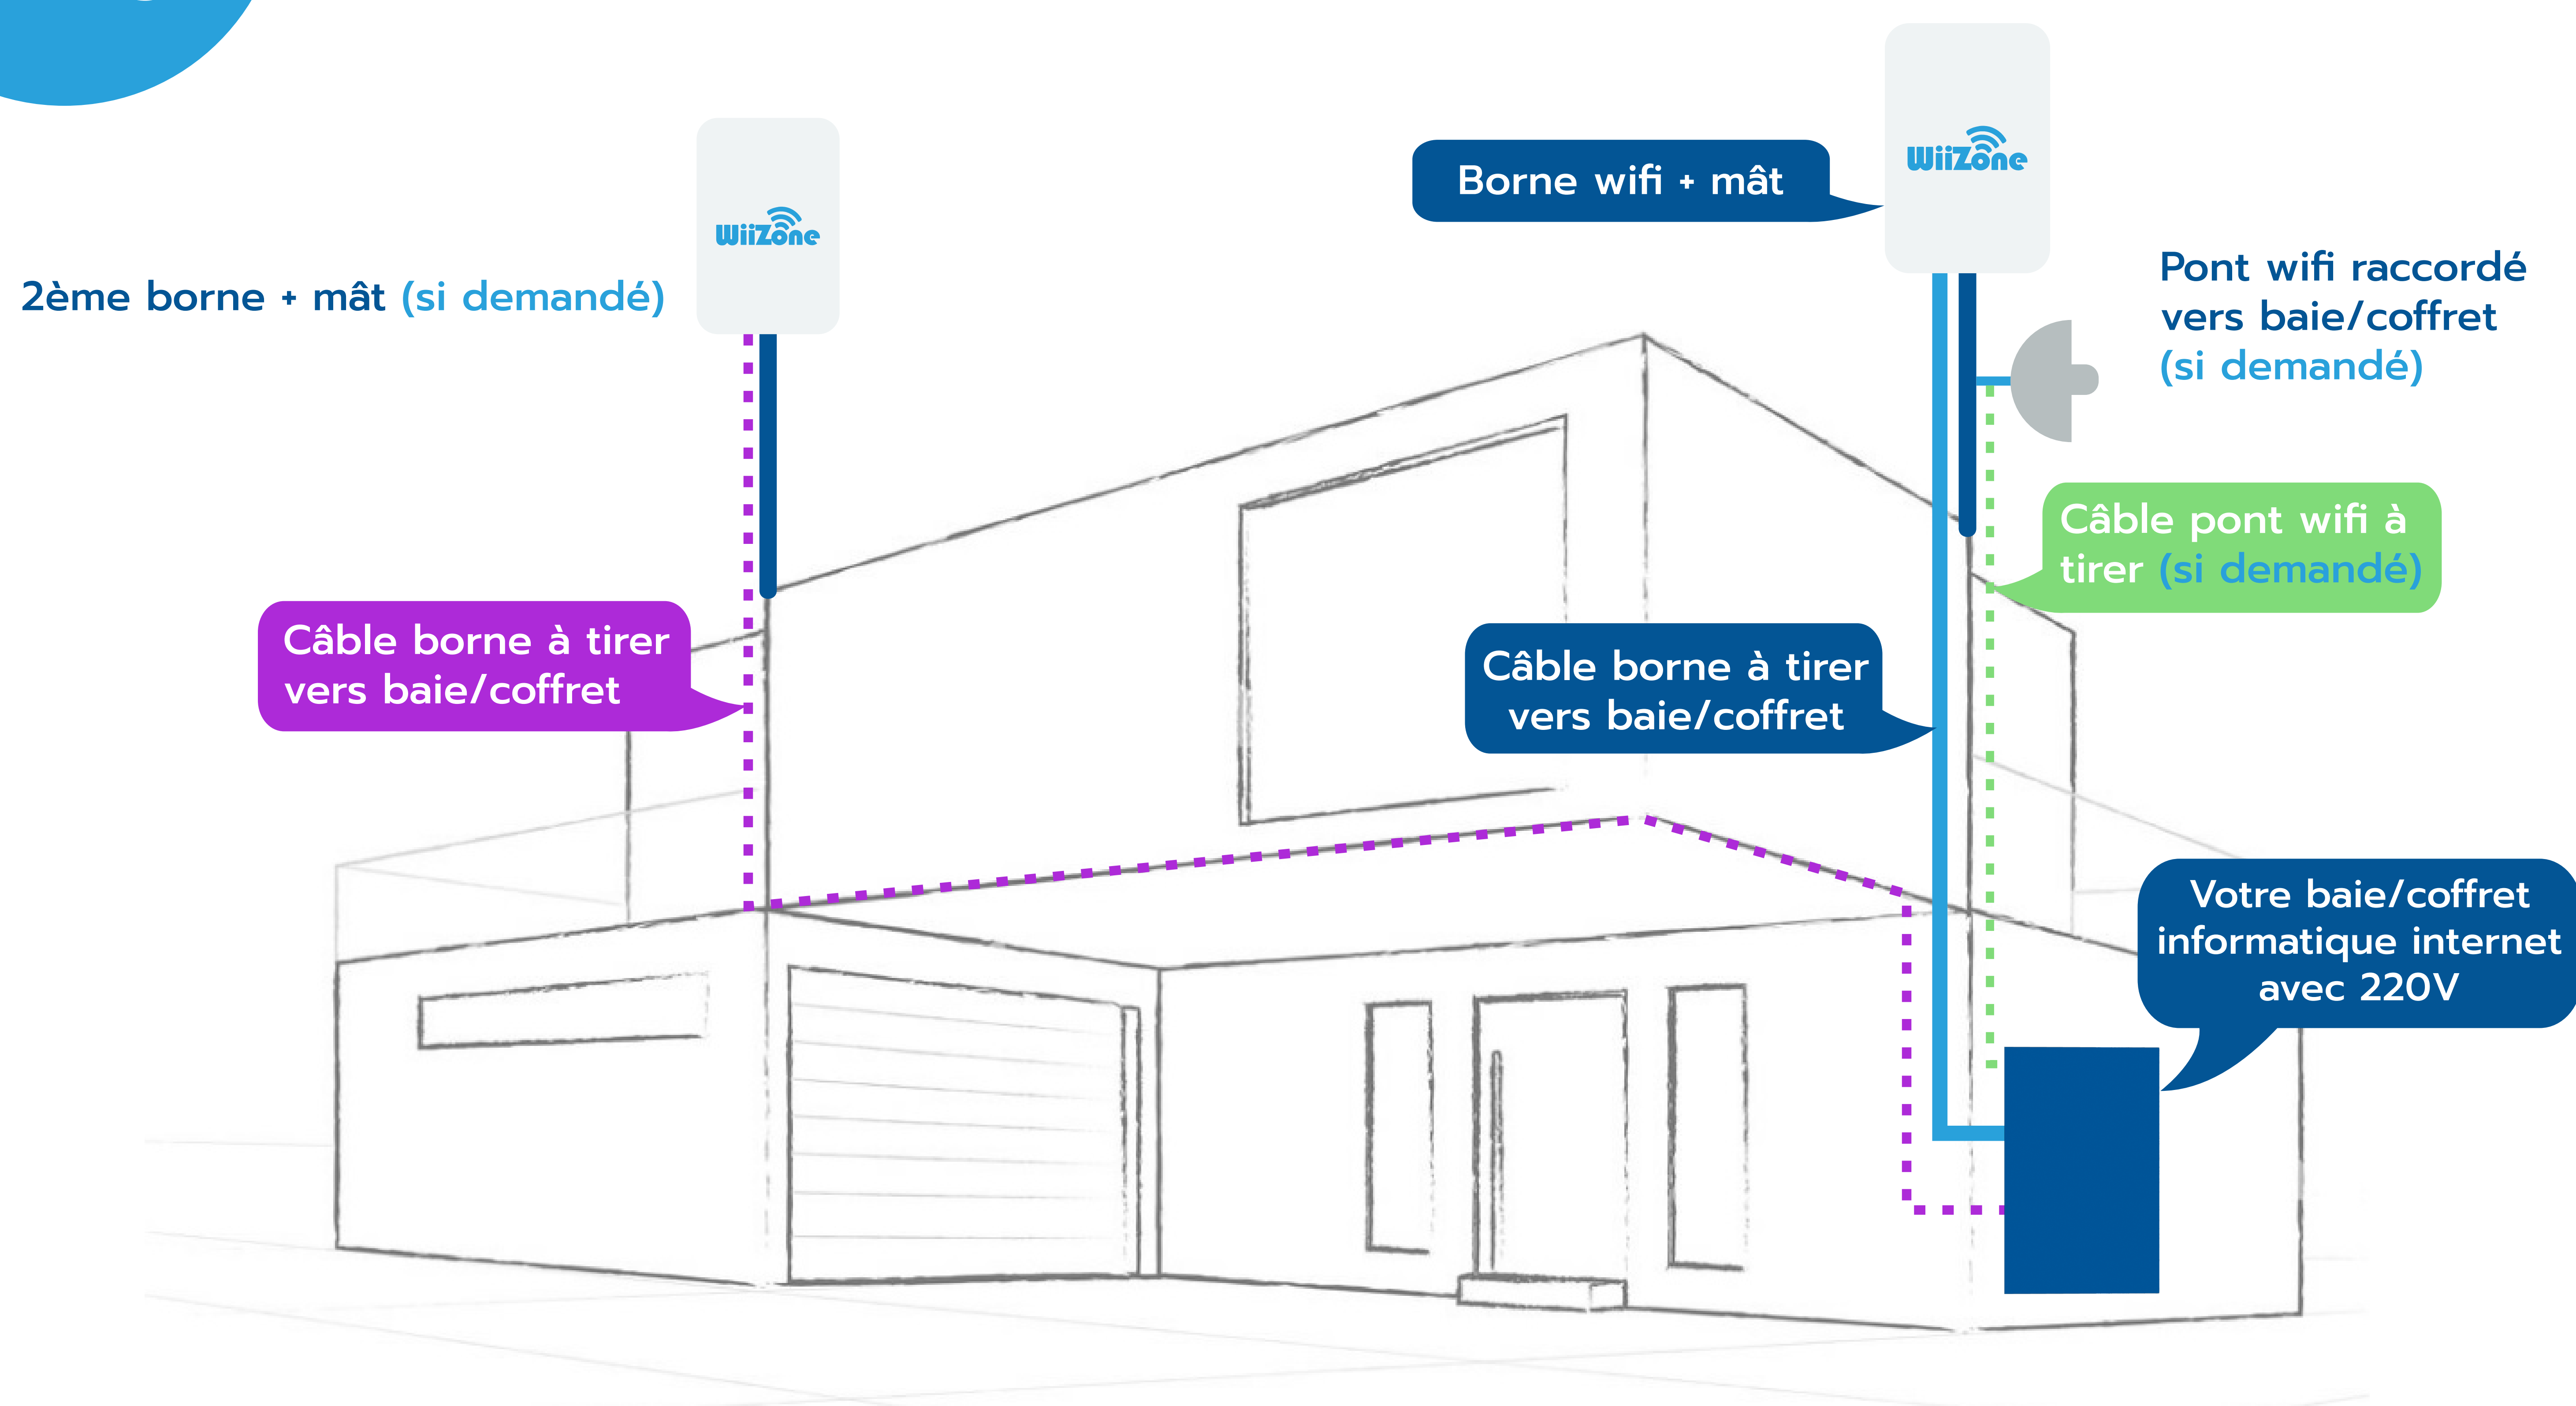 WiiZone
Borne wifi + mât
WiiZone
2ème borne + mât (si demandé)
Pont wifi raccordé
vers baie/coffret
(si demandé)
Câble pont wifi à
tirer (si demandé)
Câble borne à tirer
vers baie/coffret
Câble borne à tirer
vers baie/coffret
Votre baie/coffret
informatique internet
avec 220V